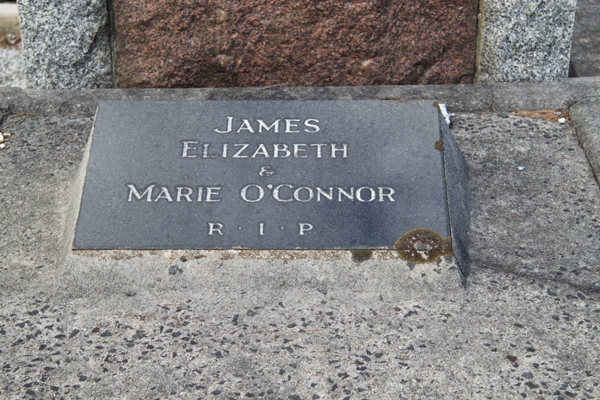 JAMES
ELIZABETH
&
MARIE O'CONNOR
R·I·P